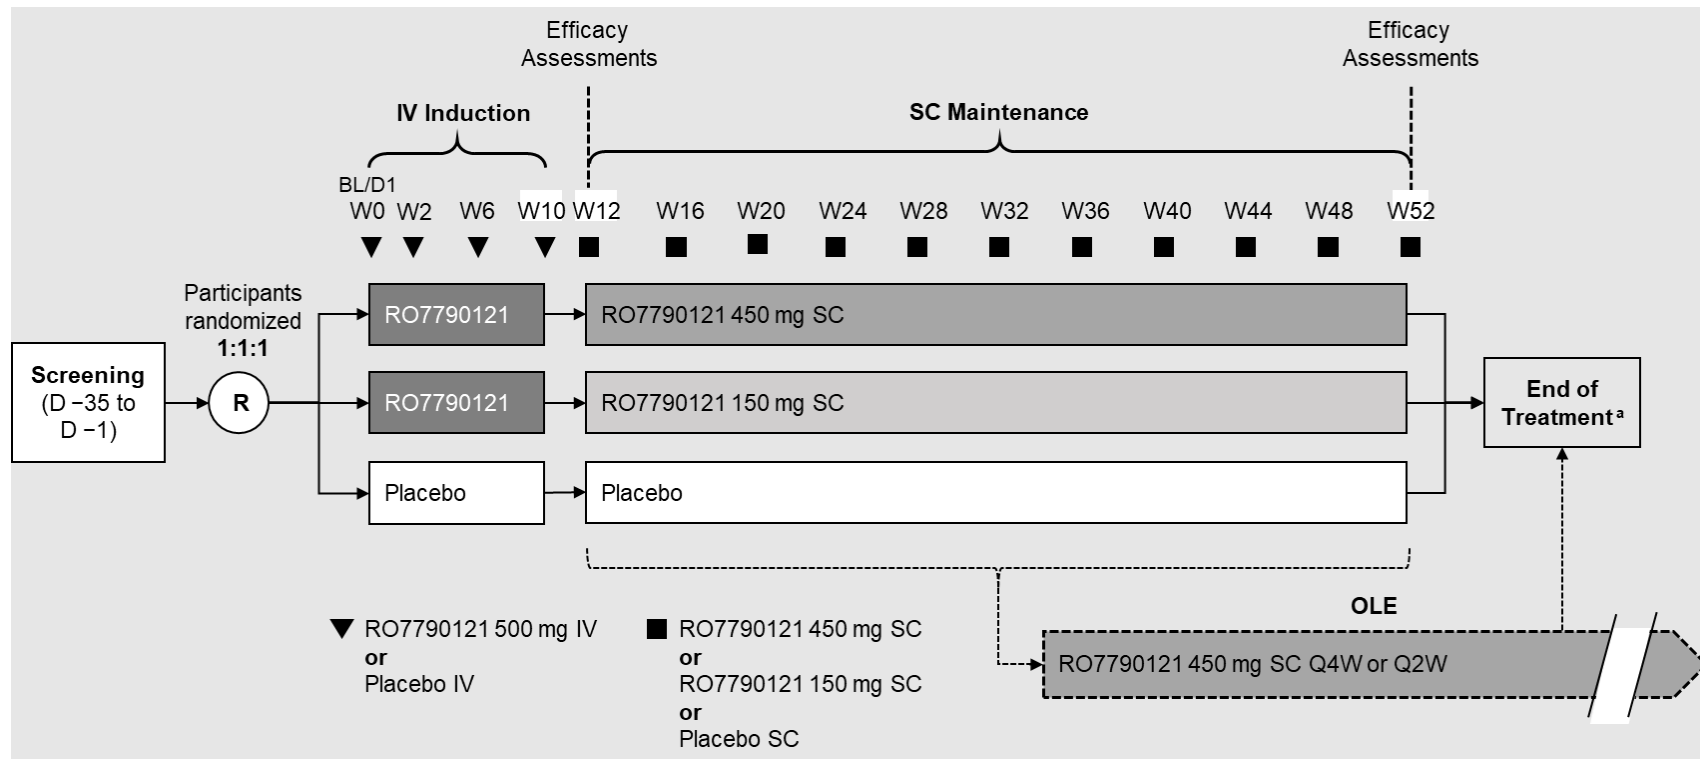 Efficacy
Assessments
Efficacy
Assessments
IV Induction
SC Maintenance
BL/D1
W0 W2 W6 W10 W12 W16 W20 W24 W28 W32 W36 W40 W44 W48 W52
Participants
randomized
1:1:1
Screening
(D −35 to
D −1)
R
RO7790121
RO7790121 450 mg SC
RO7790121
RO7790121 150 mg SC
Placebo
Placebo
End of
Treatment a
OLE
RO7790121 450 mg SC Q4W or Q2W
RO7790121 500 mg IV
or
Placebo IV
RO7790121 450 mg SC
or
RO7790121 150 mg SC
or
Placebo SC